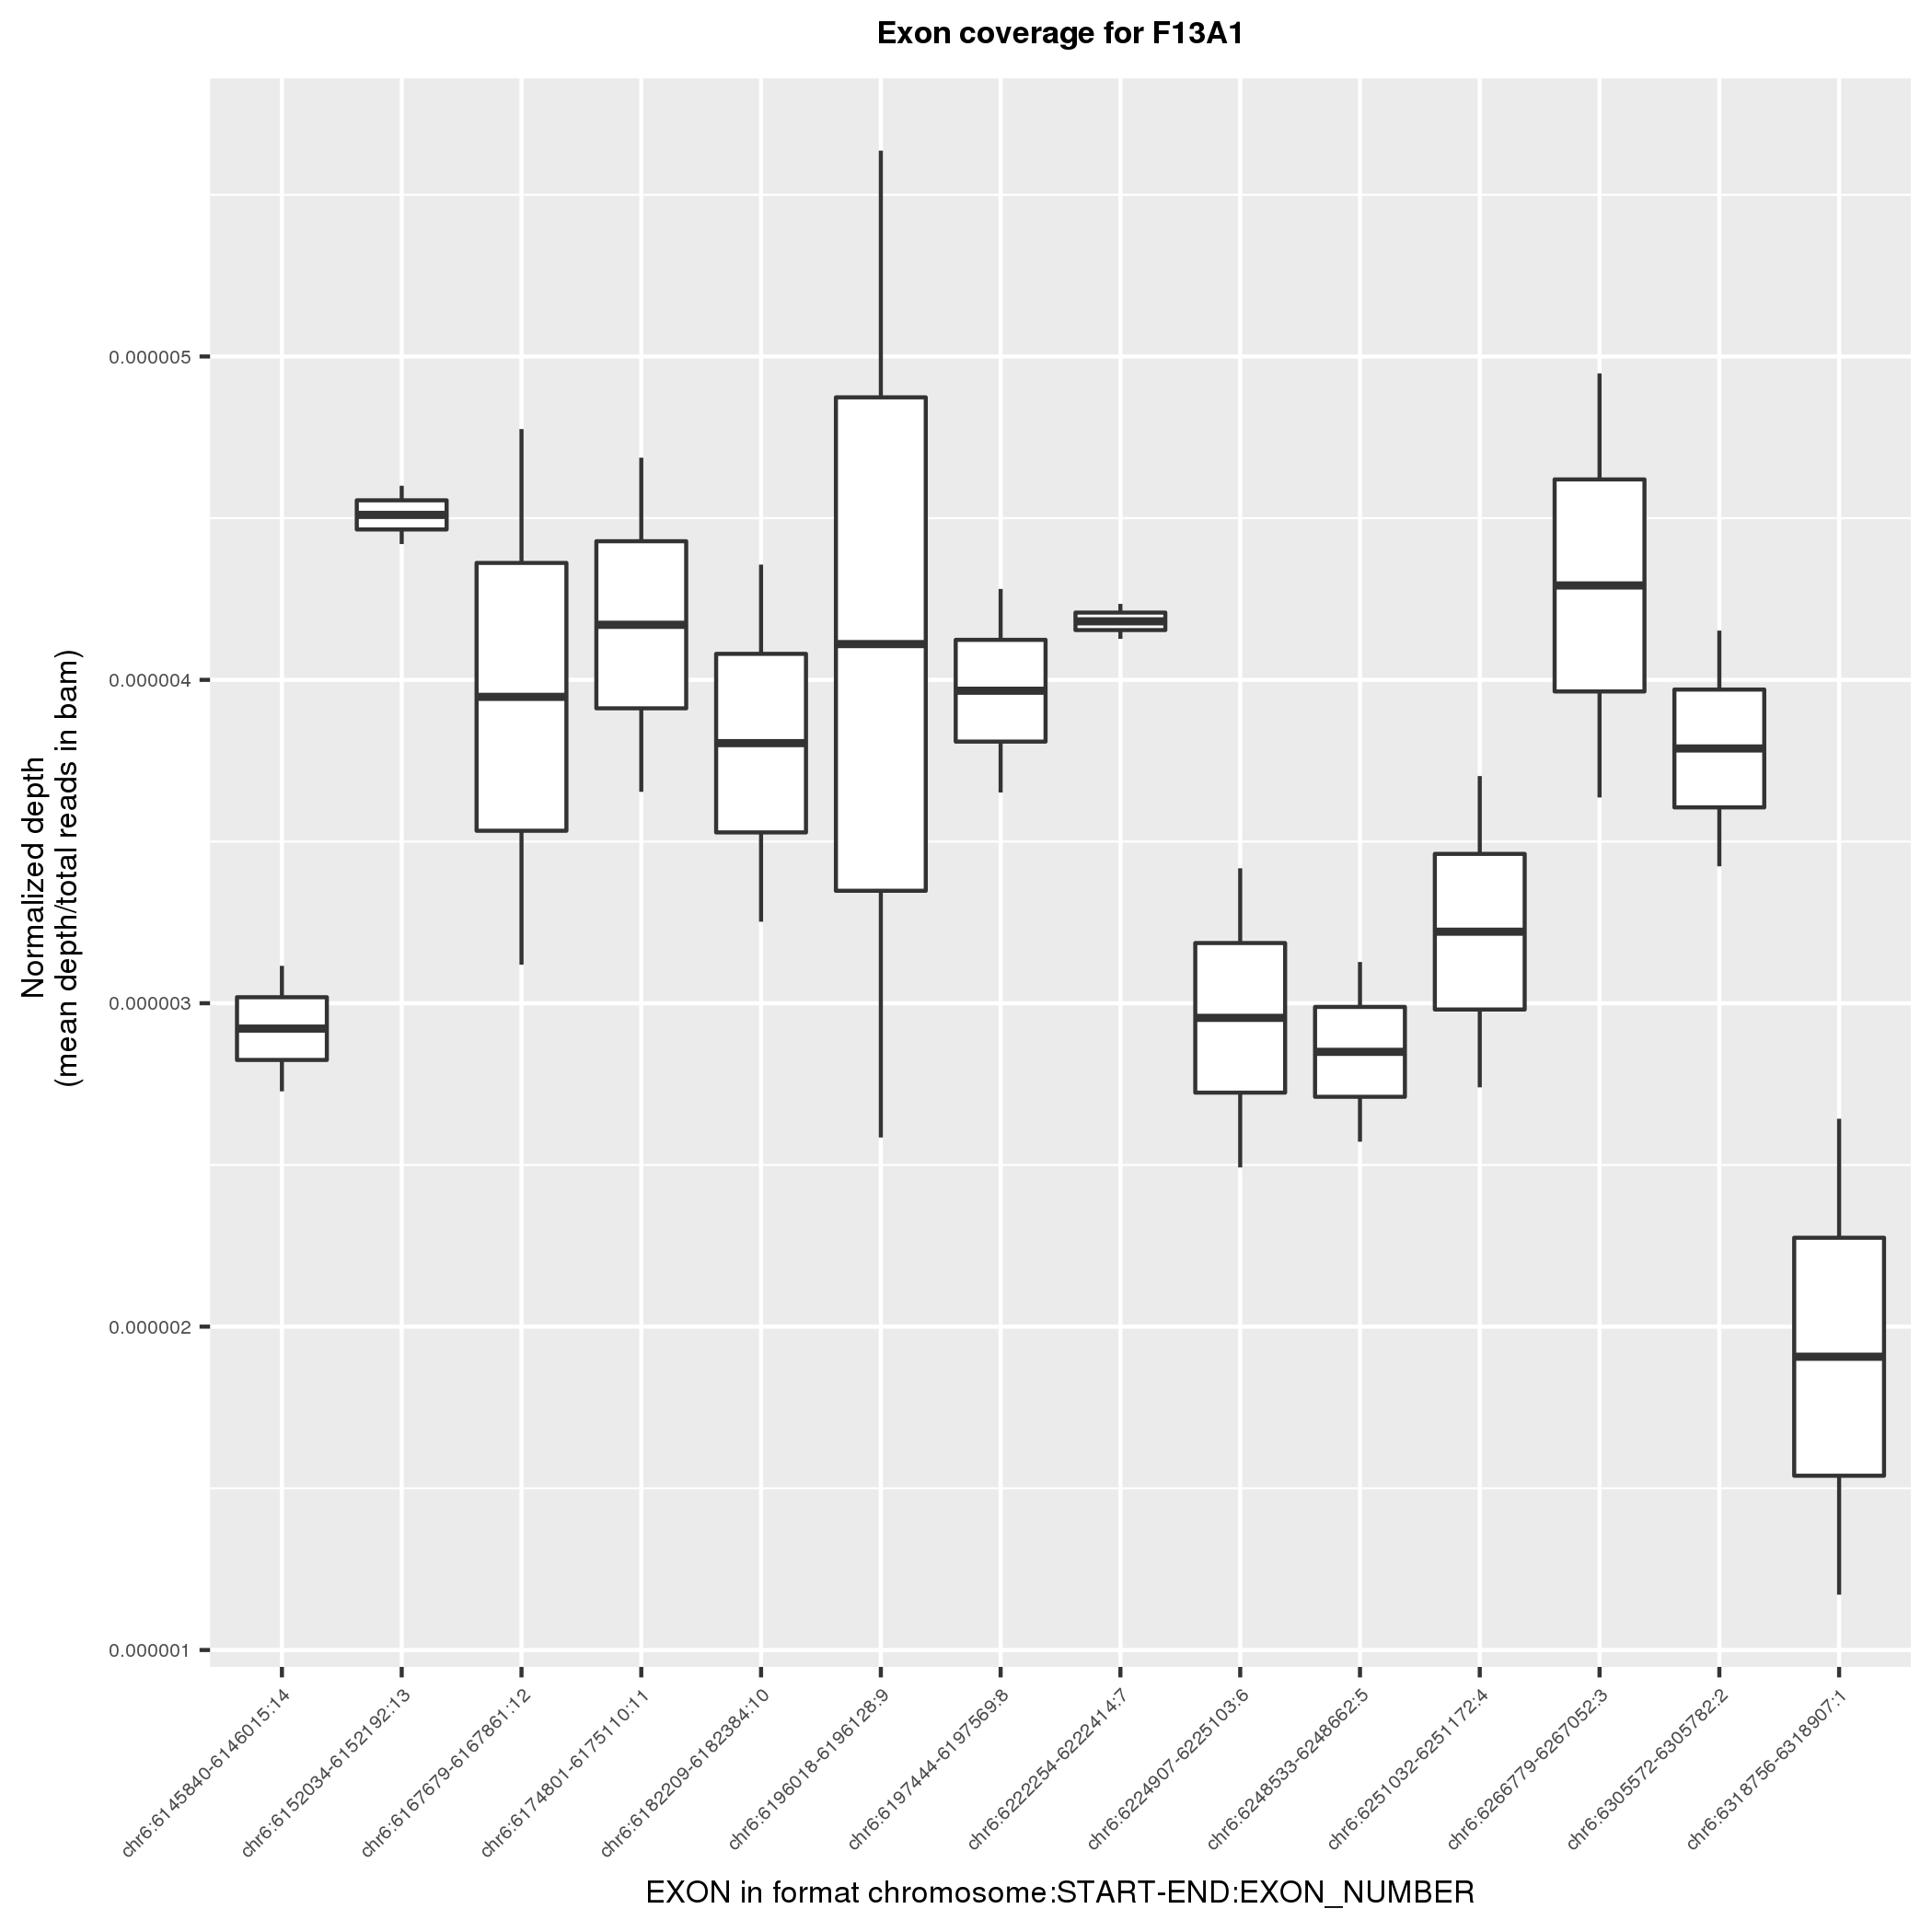 Exon coverage for F13A1
Normalized depth
(mean depth/total reads in bam)
0.000005
0.000004
0.000003
0.000002
0.000001
chr6:6145840-6146015:14
chr6:6152034-6152192:13
chr6:6167679-6167861:12
chr6:6174801-6175110:11
chr6:6182209-6182384:10
chr6:6196018-6196128:9
chr6:6197444-6197569:8
chr6:6222254-6222414:7
chr6:6224907-6225103:6
chr6:6248533-6248662:5
chr6:6251032-6251172:4
chr6:6266779-6267052:3
chr6:6305572-6305782:2
chr6:6318756-6318907:1
EXON in format chromosome:START-END:EXON_NUMBER